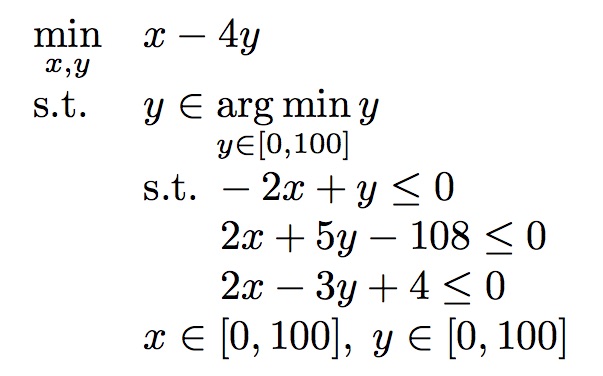 min x − 4y
x,y
s.t. y ∈ arg min y
y∈[0,100]
s.t. − 2x + y ≤ 0
2x + 5y − 108 ≤ 0
2x − 3y + 4 ≤ 0
x ∈ [0, 100], y ∈ [0, 100]